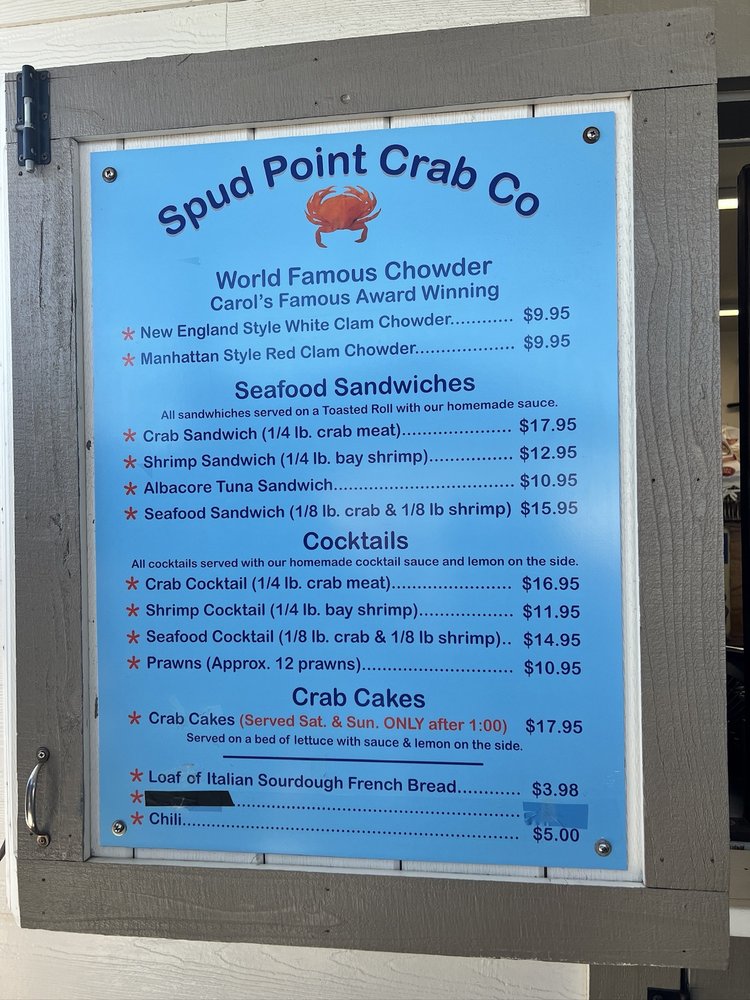 Spud Point Crab Co
World Famous Chowder
Carol's Famous Award Winning
* New England Style White Clam Chowder............ $9.95
* Manhattan Style Red Clam Chowder.................. $9.95
Seafood Sandwiches
All sandwhiches served on a Toasted Roll with our homemade sauce.
* Crab Sandwich (1/4 lb. crab meat)..................... $17.95
* Shrimp Sandwich (1/4 lb. bay shrimp)................ $12.95
* Albacore Tuna Sandwich................................... $10.95
* Seafood Sandwich (1/8 lb. crab & 1/8 lb shrimp) $15.95
Cocktails
All cocktails served with our homemade cocktail sauce and lemon on the side.
* Crab Cocktail (1/4 lb. crab meat)....................... $16.95
* Shrimp Cocktail (1/4 lb. bay shrimp).................. $11.95
* Seafood Cocktail (1/8 lb. crab & 1/8 lb shrimp).. $14.95
* Prawns (Approx. 12 prawns)............................. $10.95
Crab Cakes
* Crab Cakes (Served Sat. & Sun. ONLY after 1:00) $17.95
Served on a bed of lettuce with sauce & lemon on the side.
* Loaf of Italian Sourdough French Bread............ $3.98
* .......................................................
* Chili................................................................. $5.00